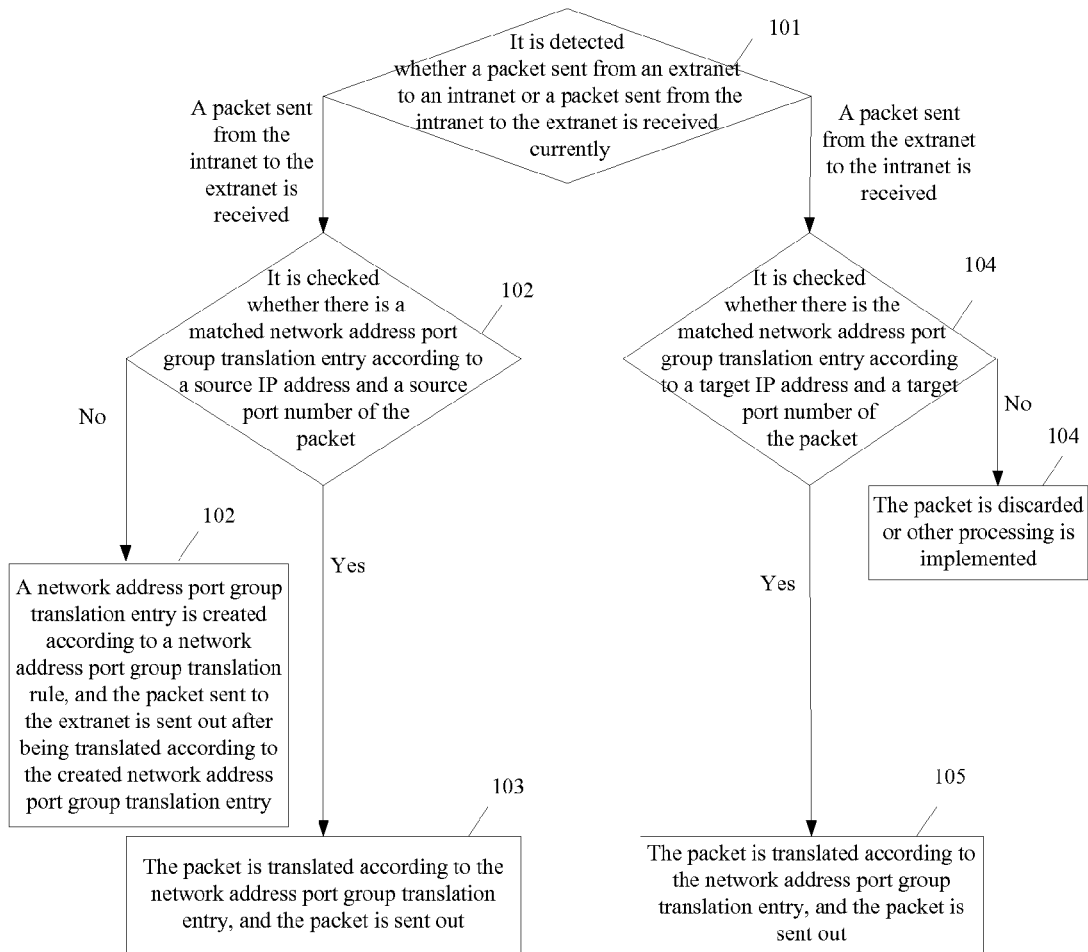 101
It is detected
whether a packet sent from an extranet
to an intranet or a packet sent from the
intranet to the extranet is received
currently
A packet sent
from the
intranet to the
extranet is
received
A packet sent
from the extranet
to the intranet is
received
102
It is checked
whether there is a
matched network address port
group translation entry according to
a source IP address and a source
port number of the
packet
104
It is checked
whether there is the
matched network address port
group translation entry according
to a target IP address and a target
port number of
the packet
No
No
104
The packet is discarded
or other processing is
implemented
102
Yes
Yes
A network address port group
translation entry is created
according to a network
address port group translation
rule, and the packet sent to
the extranet is sent out after
being translated according to
the created network address
port group translation entry
103
The packet is translated according to the
network address port group translation
entry, and the packet is sent out
105
The packet is translated according to
the network address port group
translation entry, and the packet is
sent out